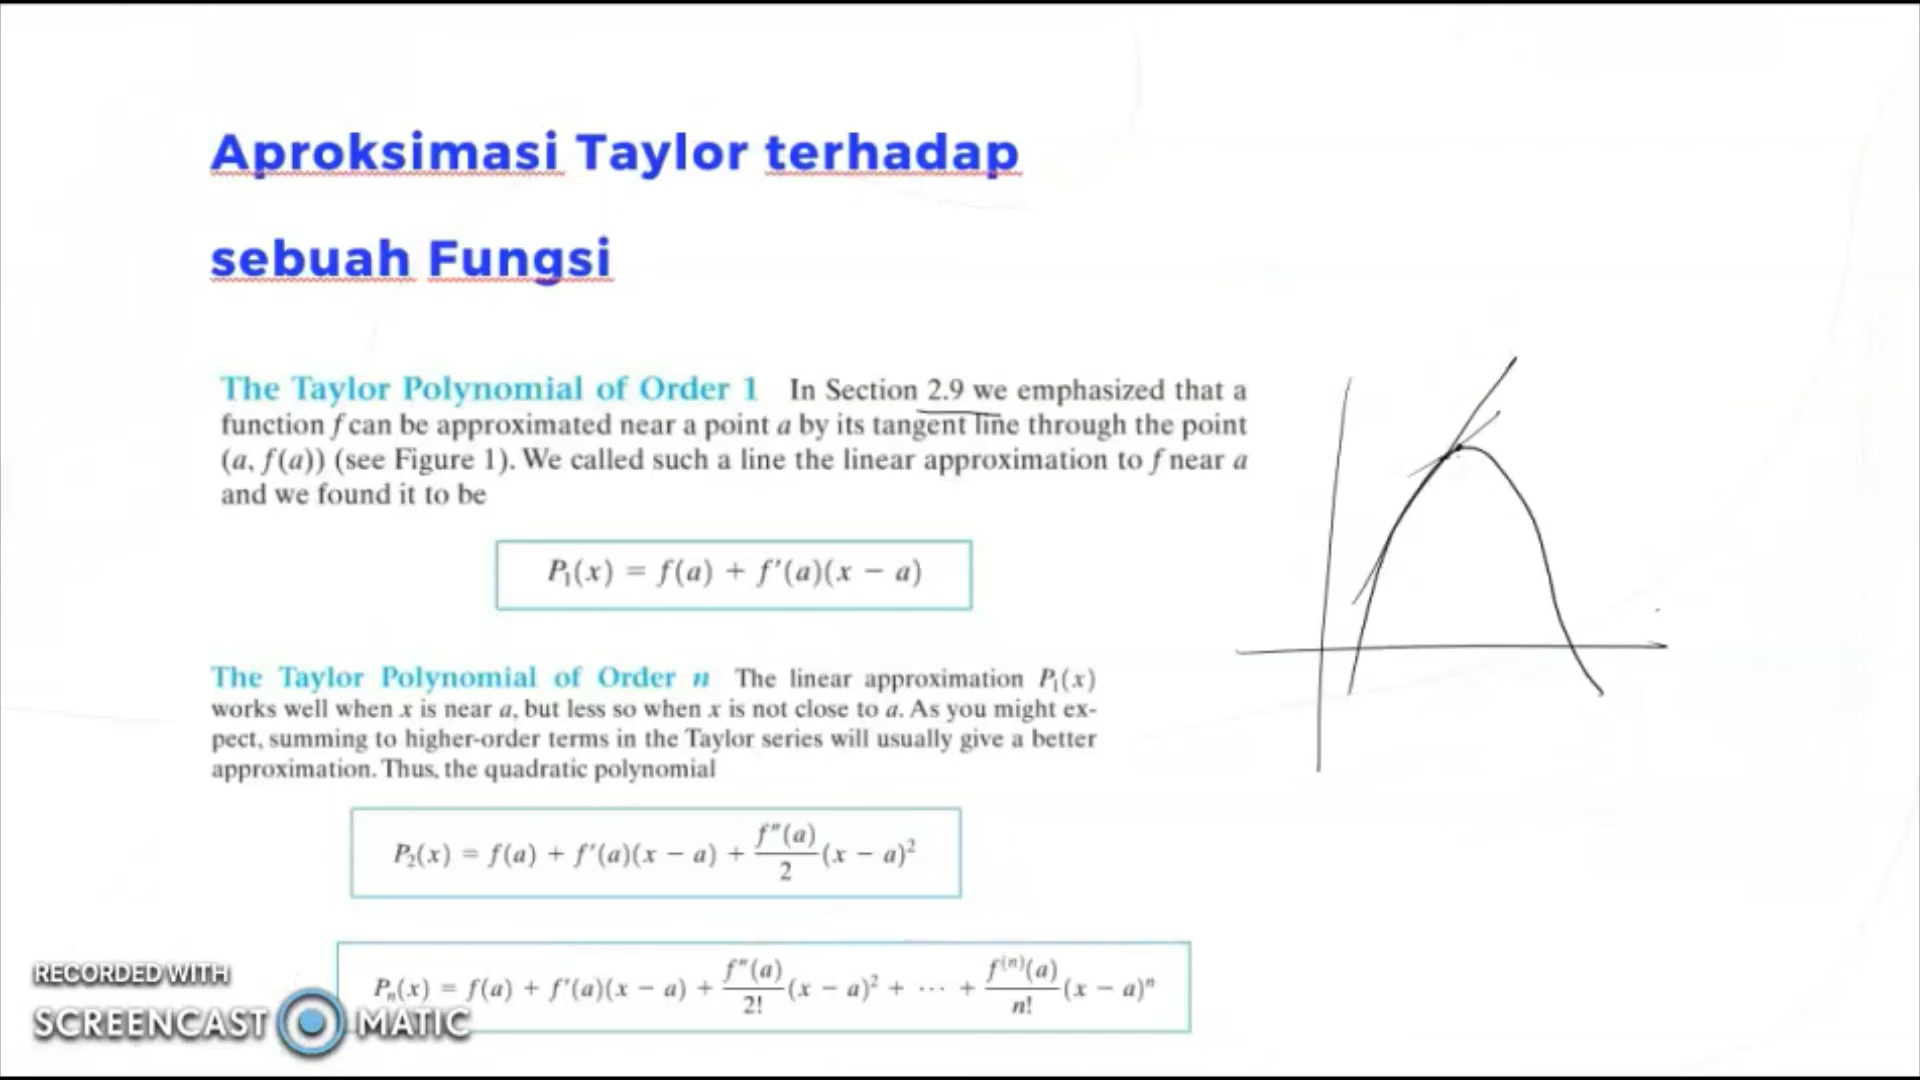 Aproksimasi Taylor terhadap
sebuah Fungsi
The Taylor Polynomial of Order 1 In Section 2.9 we emphasized that a
function f can be approximated near a point a by its tangent line through the point
(a, f(a)) (see Figure 1). We called such a line the linear approximation to f near a
and we found it to be
P₁(x) = f(a) + f'(a)(x − a)
The Taylor Polynomial of Order n The linear approximation P₁(x)
works well when x is near a, but less so when x is not close to a. As you might ex-
pect, summing to higher-order terms in the Taylor series will usually give a better
approximation. Thus, the quadratic polynomial
P₂(x) = f(a) + f'(a)(x − a) + f"(a)/2 (x − a)²
Pₙ(x) = f(a) + f'(a)(x − a) + f"(a)/2! (x − a)² + ⋯ + f⁽ⁿ⁾(a)/n! (x − a)ⁿ
RECORDED WITH
SCREENCAST MATIC